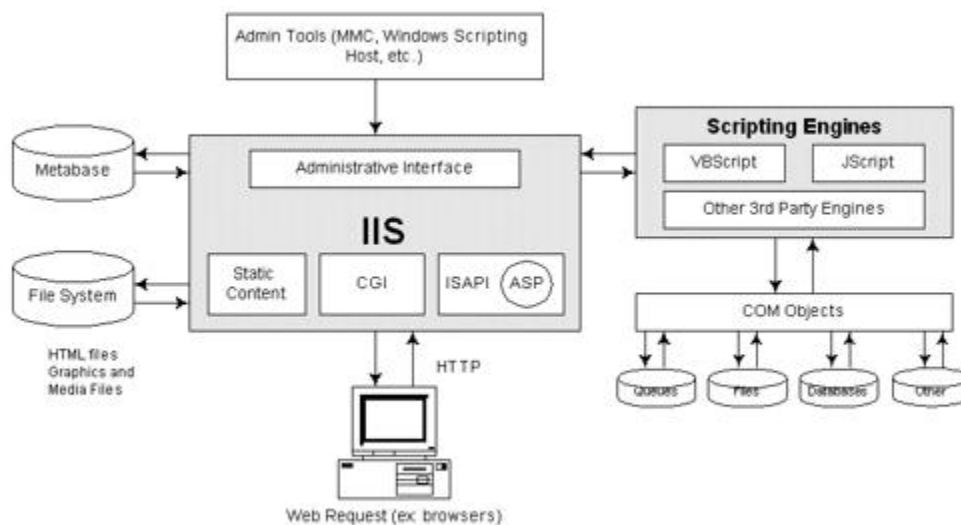 Admin Tools (MMC, Windows Scripting
Host, etc.)
Metabase
Administrative Interface
IIS
Scripting Engines
VBScript
JScript
Other 3rd Party Engines
File System
Static
Content
CGI
ISAPI
ASP
COM Objects
HTML files
Graphics and
Media Files
HTTP
Queues
Files
Databases
Other
Web Request (ex: browsers)